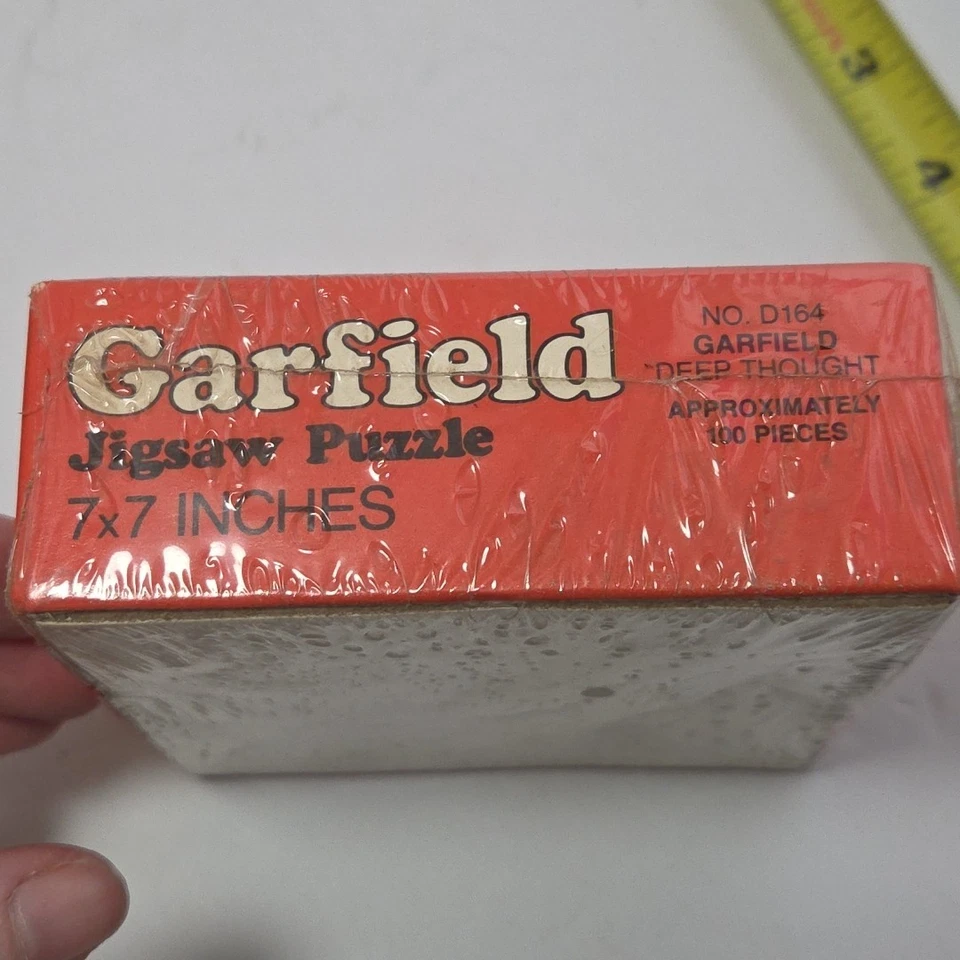 Garfield
Jigsaw Puzzle
7x7 INCHES
NO. D164
GARFIELD
"DEEP THOUGHT"
APPROXIMATELY
100 PIECES
3
4